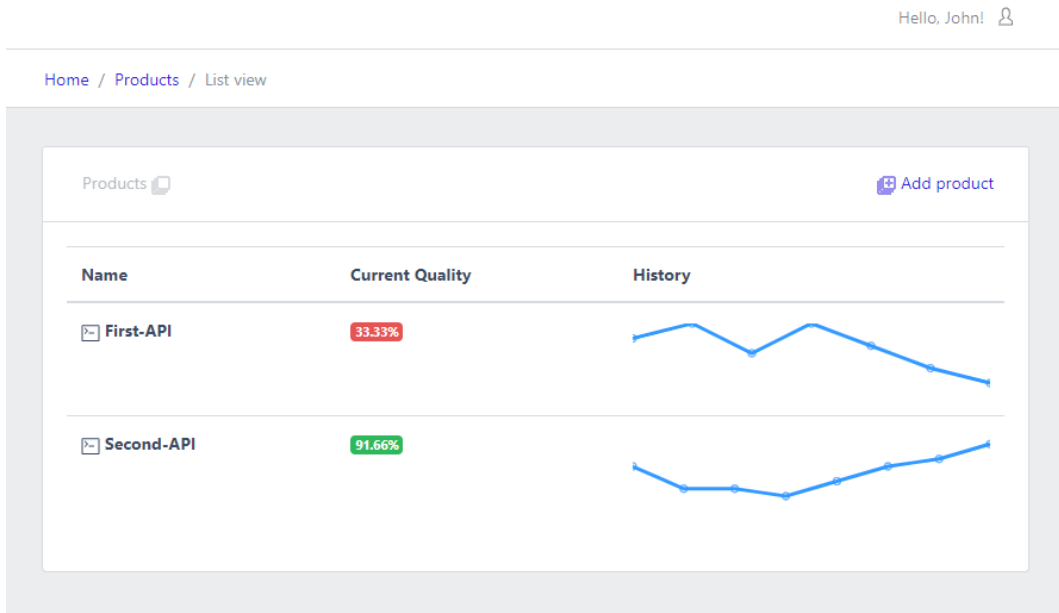 Hello, John!
Home / Products / List view
Products
Add product
Name Current Quality History
First-API 33.33%
Second-API 91.66%